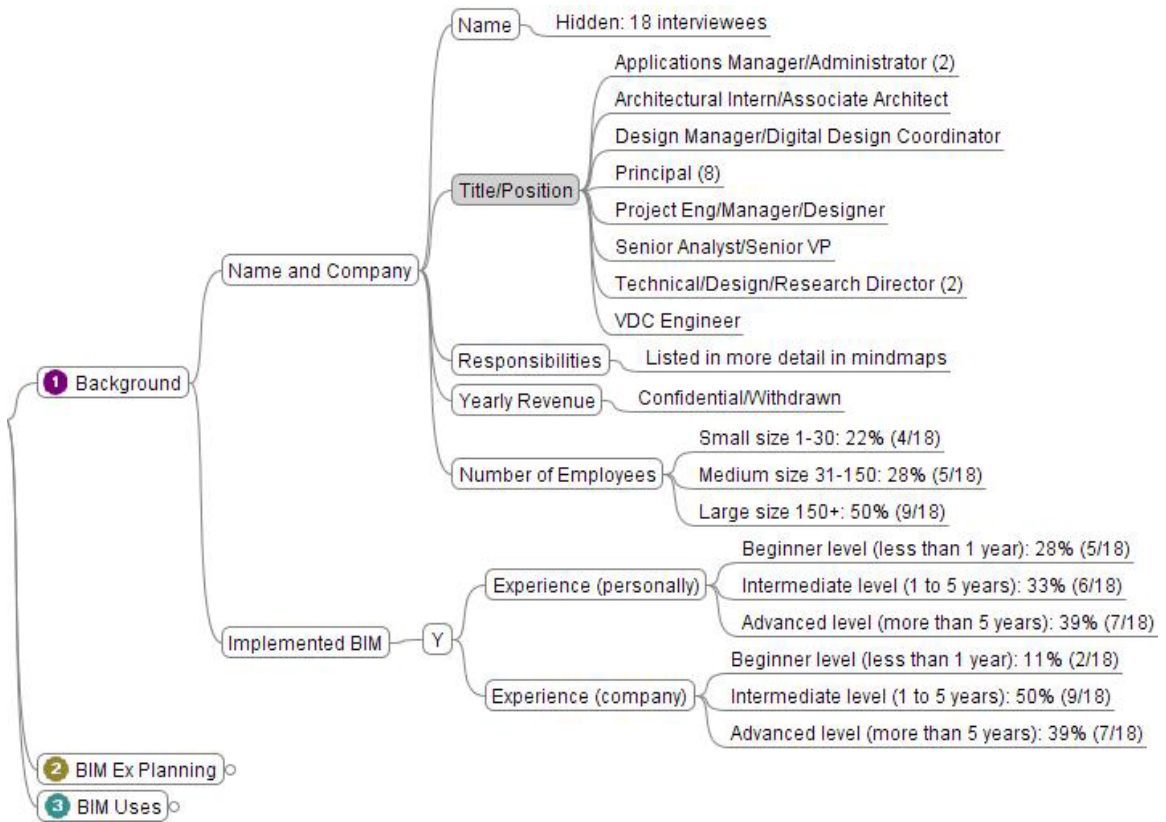 Name
Hidden: 18 interviewees
Applications Manager/Administrator (2)
Architectural Intern/Associate Architect
Design Manager/Digital Design Coordinator
Title/Position
Principal (8)
Project Eng/Manager/Designer
Senior Analyst/Senior VP
Technical/Design/Research Director (2)
VDC Engineer
Name and Company
Responsibilities
Listed in more detail in mindmaps
1 Background
Yearly Revenue
Confidential/Withdrawn
Number of Employees
Small size 1-30: 22% (4/18)
Medium size 31-150: 28% (5/18)
Large size 150+: 50% (9/18)
Implemented BIM
Y
Experience (personally)
Beginner level (less than 1 year): 28% (5/18)
Intermediate level (1 to 5 years): 33% (6/18)
Advanced level (more than 5 years): 39% (7/18)
Experience (company)
Beginner level (less than 1 year): 11% (2/18)
Intermediate level (1 to 5 years): 50% (9/18)
Advanced level (more than 5 years): 39% (7/18)
2 BIM Ex Planning
3 BIM Uses